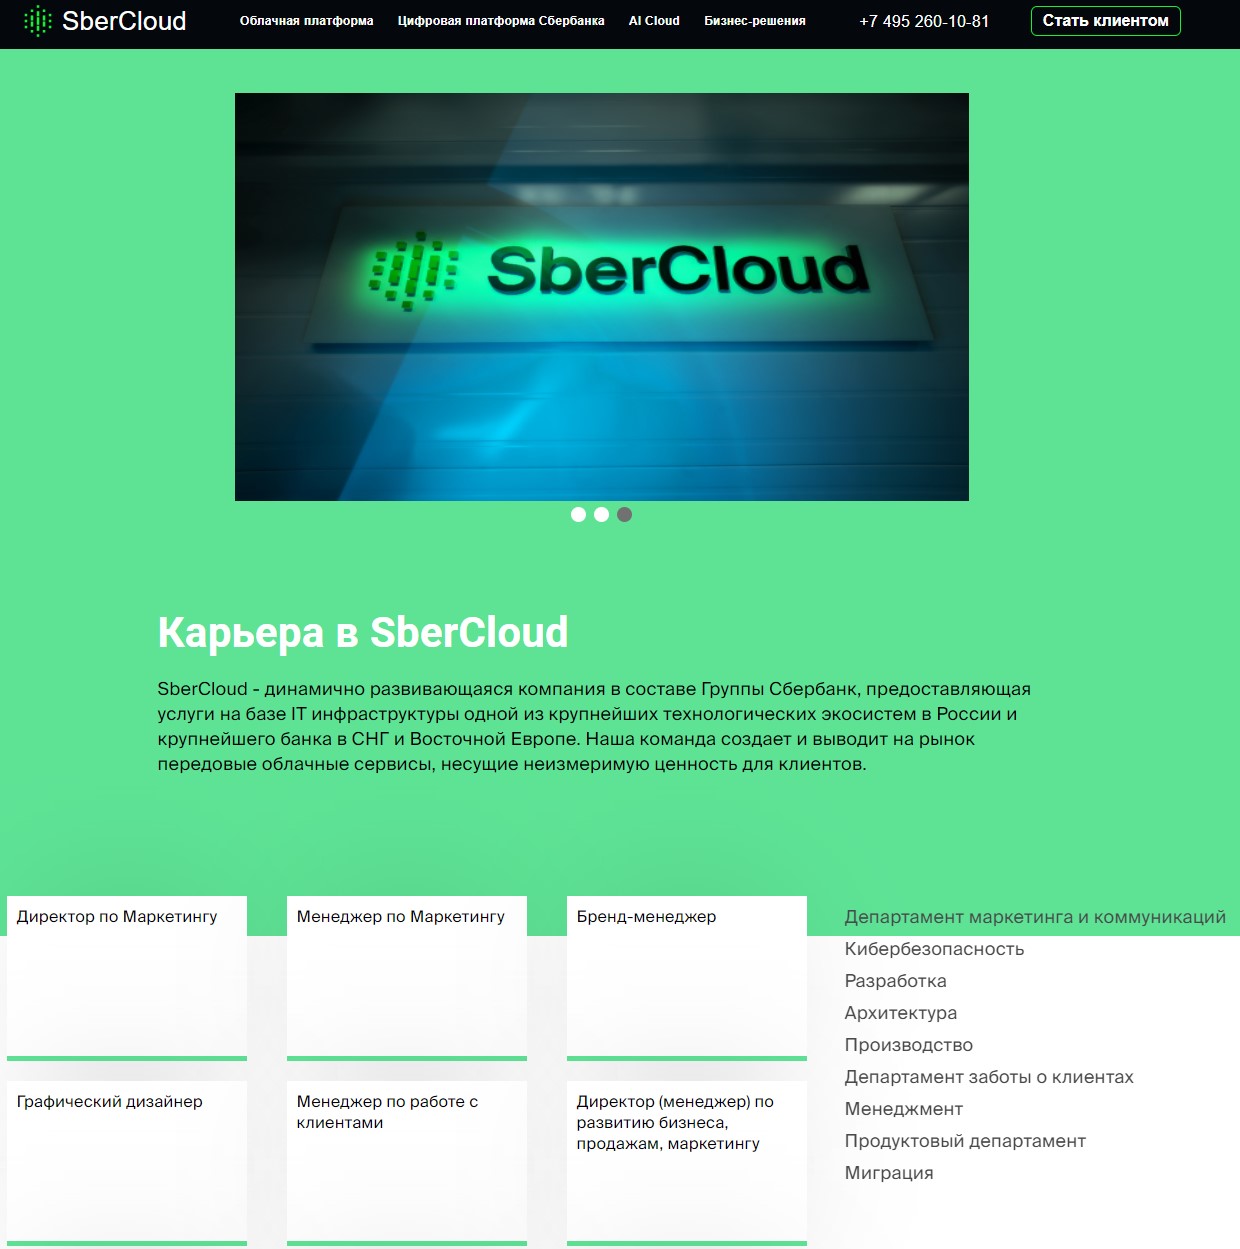 SberCloud
Облачная платформа
Цифровая платформа Сбербанка
AI Cloud
Бизнес-решения
+7 495 260-10-81
Стать клиентом
SberCloud
Карьера в SberCloud
SberCloud - динамично развивающаяся компания в составе Группы Сбербанк, предоставляющая
услуги на базе IT инфраструктуры одной из крупнейших технологических экосистем в России и
крупнейшего банка в СНГ и Восточной Европе. Наша команда создает и выводит на рынок
передовые облачные сервисы, несущие неизмеримую ценность для клиентов.
Директор по Маркетингу
Менеджер по Маркетингу
Бренд-менеджер
Графический дизайнер
Менеджер по работе с
клиентами
Директор (менеджер) по
развитию бизнеса,
продажам, маркетингу
Департамент маркетинга и коммуникаций
Кибербезопасность
Разработка
Архитектура
Производство
Департамент заботы о клиентах
Менеджмент
Продуктовый департамент
Миграция